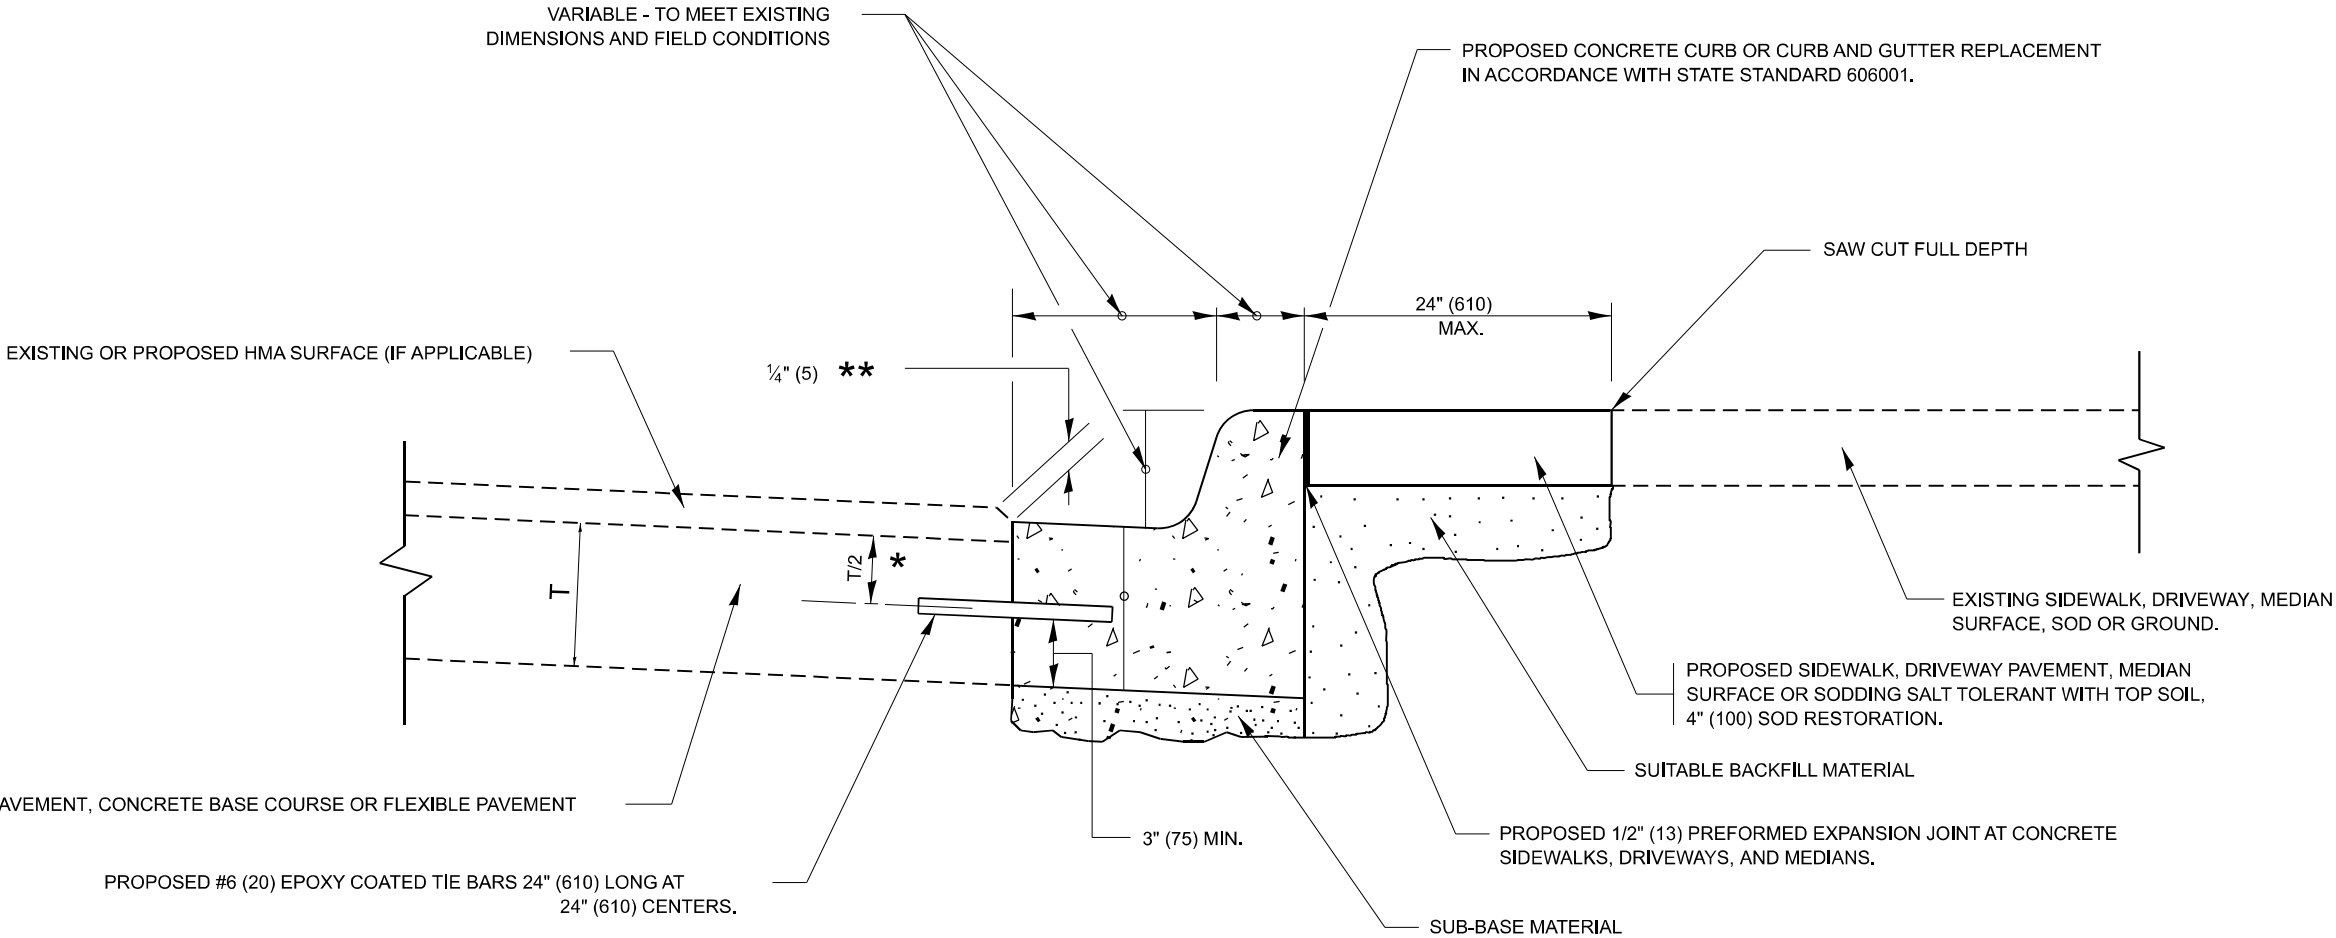 VARIABLE - TO MEET EXISTING
DIMENSIONS AND FIELD CONDITIONS
PROPOSED CONCRETE CURB OR CURB AND GUTTER REPLACEMENT
IN ACCORDANCE WITH STATE STANDARD 606001.
SAW CUT FULL DEPTH
24" (610)
MAX.
EXISTING OR PROPOSED HMA SURFACE (IF APPLICABLE)
¼" (5) **
T/2 *
T
EXISTING SIDEWALK, DRIVEWAY, MEDIAN
SURFACE, SOD OR GROUND.
PROPOSED SIDEWALK, DRIVEWAY PAVEMENT, MEDIAN
SURFACE OR SODDING SALT TOLERANT WITH TOP SOIL,
4" (100) SOD RESTORATION.
SUITABLE BACKFILL MATERIAL
AVEMENT, CONCRETE BASE COURSE OR FLEXIBLE PAVEMENT
3" (75) MIN.
PROPOSED 1/2" (13) PREFORMED EXPANSION JOINT AT CONCRETE
SIDEWALKS, DRIVEWAYS, AND MEDIANS.
PROPOSED #6 (20) EPOXY COATED TIE BARS 24" (610) LONG AT
24" (610) CENTERS.
SUB-BASE MATERIAL